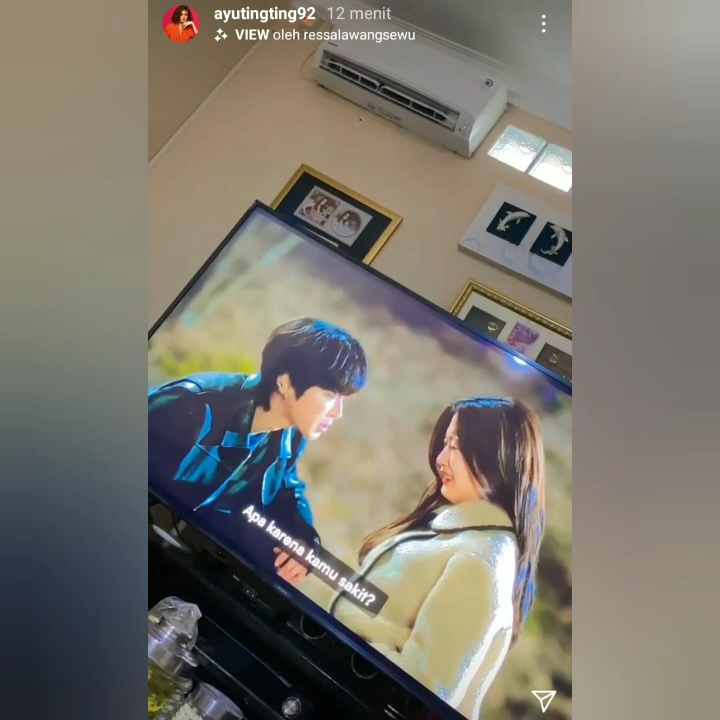 ayutingting92 12 menit
VIEW oleh ressalawangsewu
Apa karena kamu sakit?